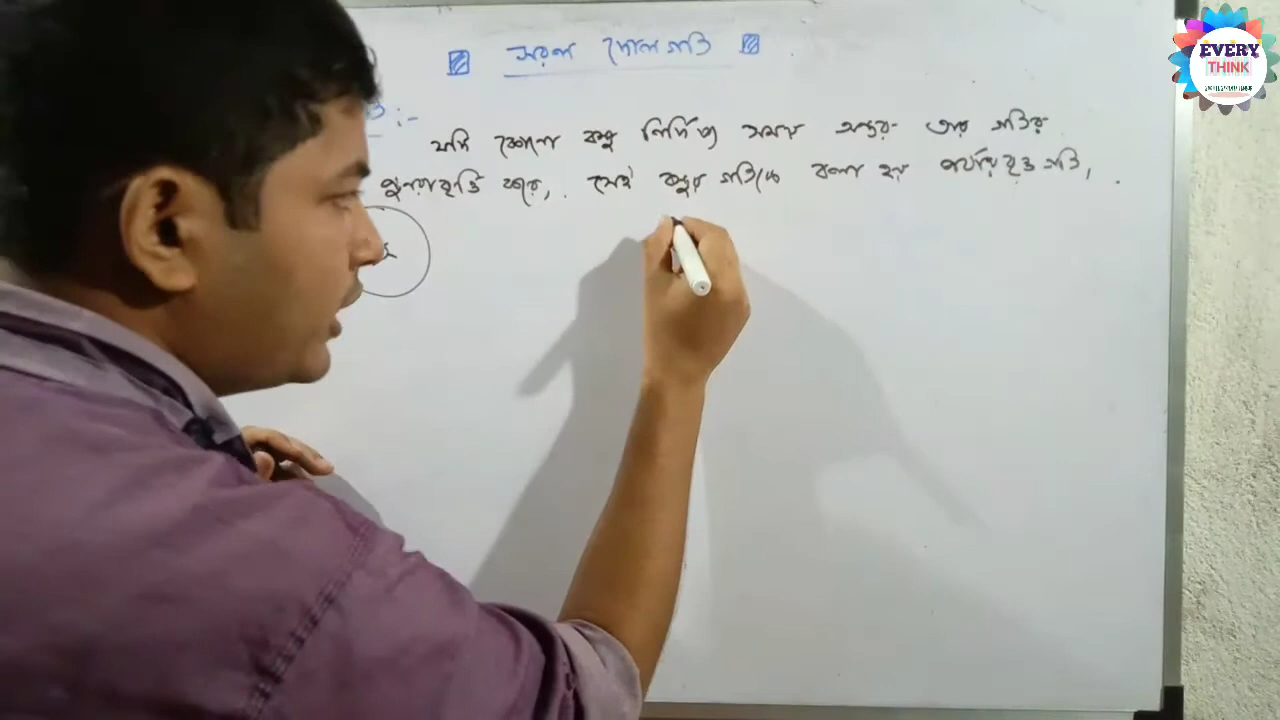 সরল দোলগতি
যদি কোনো বস্তু নির্দিষ্ট সময় অন্তর তার গতির
পুনরাবৃত্তি করে, সেই বস্তুর গতিকে বলা হয় পর্যায়বৃত্ত গতি,
EVERY
THINK